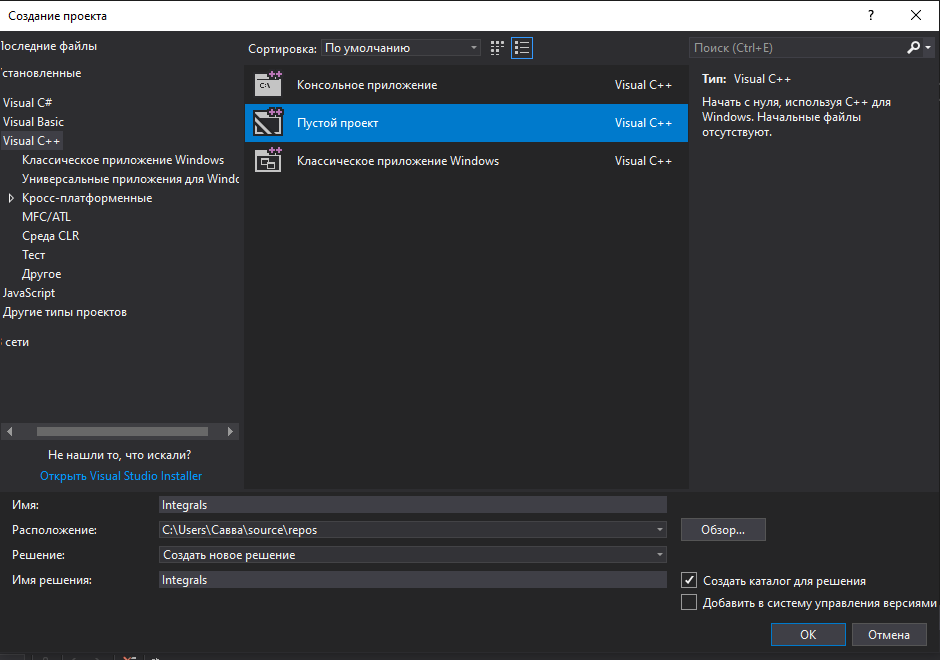 Создание проекта
?
Последние файлы
Установленные
Visual C#
Visual Basic
Visual C++
Классическое приложение Windows
Универсальные приложения для Windo
Кросс-платформенные
MFC/ATL
Среда CLR
Тест
Другое
JavaScript
Другие типы проектов
сети
Не нашли то, что искали?
Открыть Visual Studio Installer
Сортировка: По умолчанию
Консольное приложение Visual C++
Пустой проект Visual C++
Классическое приложение Windows Visual C++
Поиск (Ctrl+E)
Тип: Visual C++
Начать с нуля, используя C++ для
Windows. Начальные файлы
отсутствуют.
Имя: Integrals
Расположение: C:\Users\Савва\source\repos
Обзор...
Решение: Создать новое решение
Имя решения: Integrals
Создать каталог для решения
Добавить в систему управления версиями
ОК
Отмена